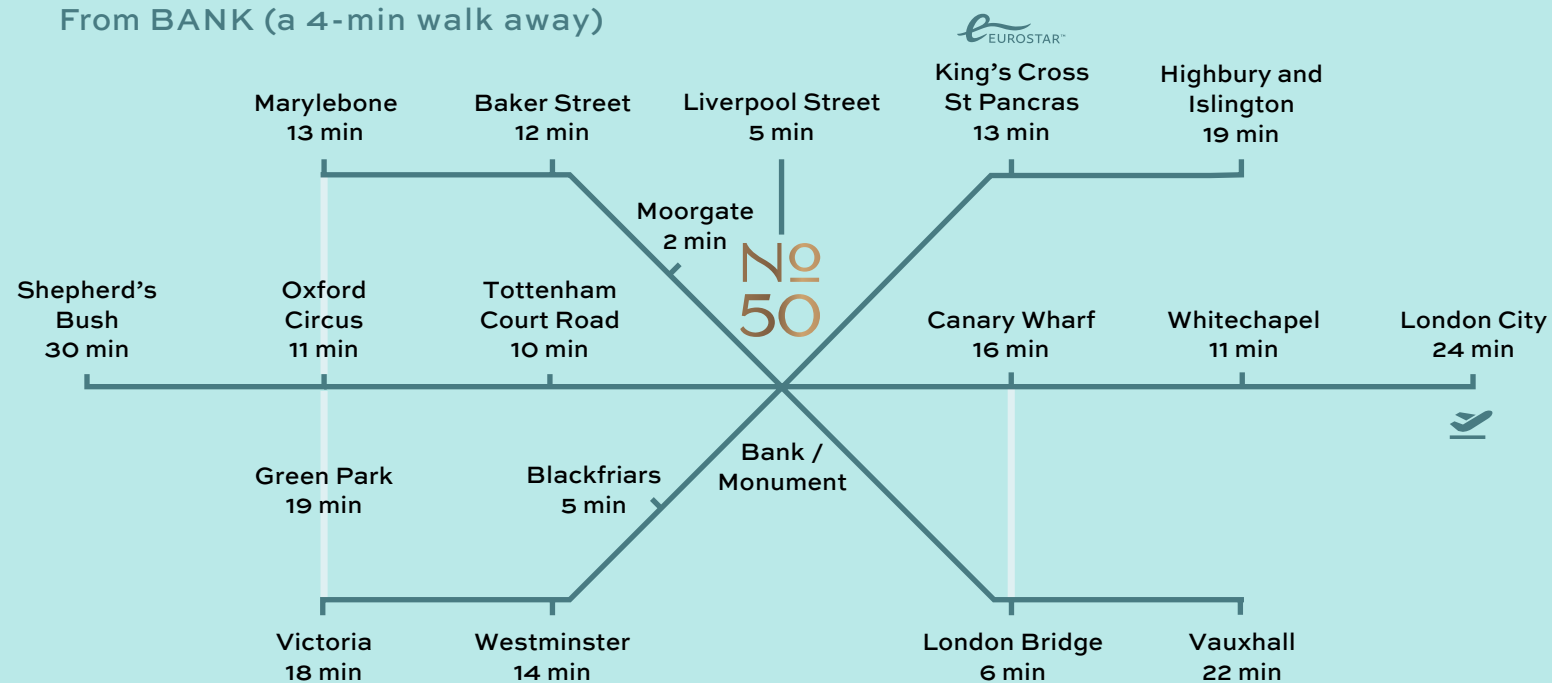 From BANK (a 4-min walk away)
EUROSTAR™
Marylebone
13 min
Baker Street
12 min
Liverpool Street
5 min
King's Cross
St Pancras
13 min
Highbury and
Islington
19 min
Moorgate
2 min
No
50
Shepherd's
Bush
30 min
Oxford
Circus
11 min
Tottenham
Court Road
10 min
Canary Wharf
16 min
Whitechapel
11 min
London City
24 min
Green Park
19 min
Blackfriars
5 min
Bank /
Monument
Victoria
18 min
Westminster
14 min
London Bridge
6 min
Vauxhall
22 min